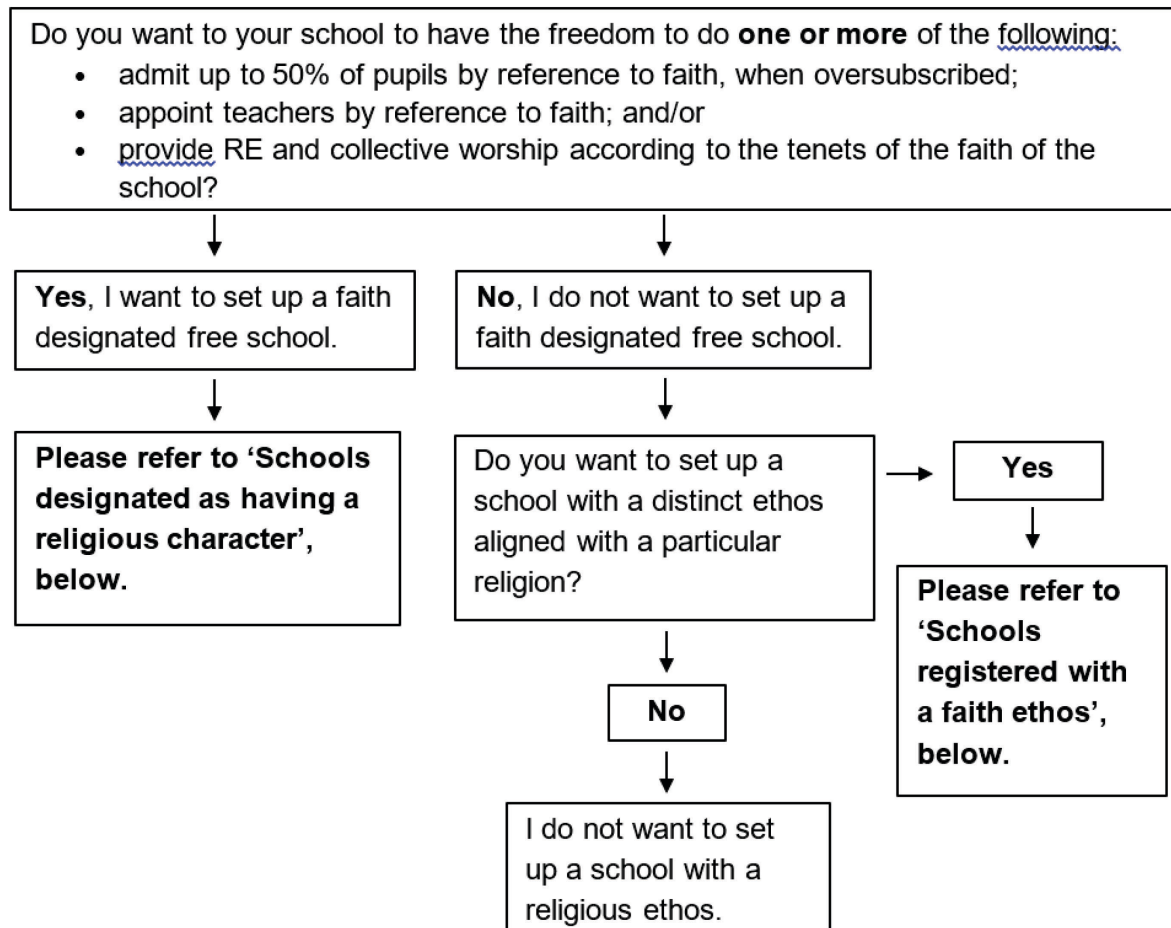 Do you want to your school to have the freedom to do one or more of the following:
• admit up to 50% of pupils by reference to faith, when oversubscribed;
• appoint teachers by reference to faith; and/or
• provide RE and collective worship according to the tenets of the faith of the
school?
Yes, I want to set up a faith
designated free school.
No, I do not want to set up a
faith designated free school.
Please refer to ‘Schools
designated as having a
religious character’,
below.
Do you want to set up a
school with a distinct ethos
aligned with a particular
religion?
Yes
Please refer to
‘Schools
registered with
a faith ethos’,
below.
No
I do not want to set
up a school with a
religious ethos.